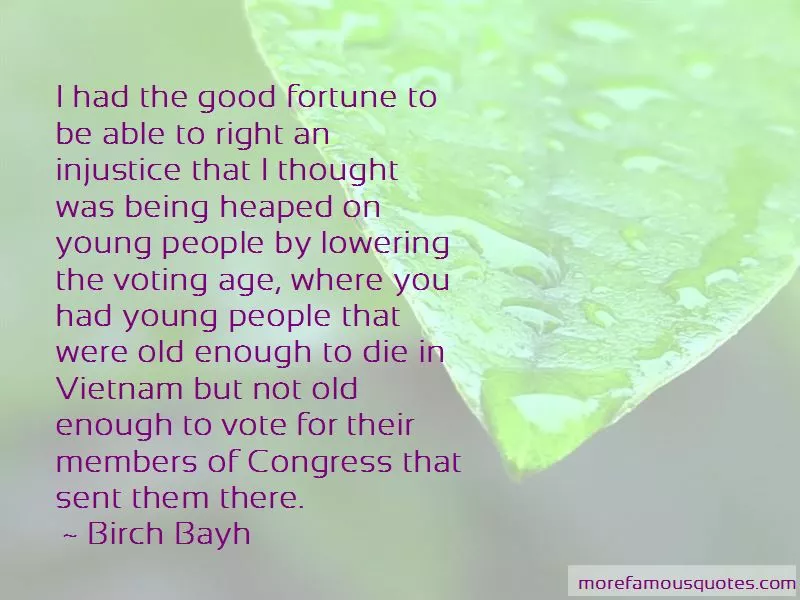 I had the good fortune to
be able to right an
injustice that I thought
was being heaped on
young people by lowering
the voting age, where you
had young people that
were old enough to die in
Vietnam but not old
enough to vote for their
members of Congress that
sent them there.
~ Birch Bayh
morefamousquotes.com